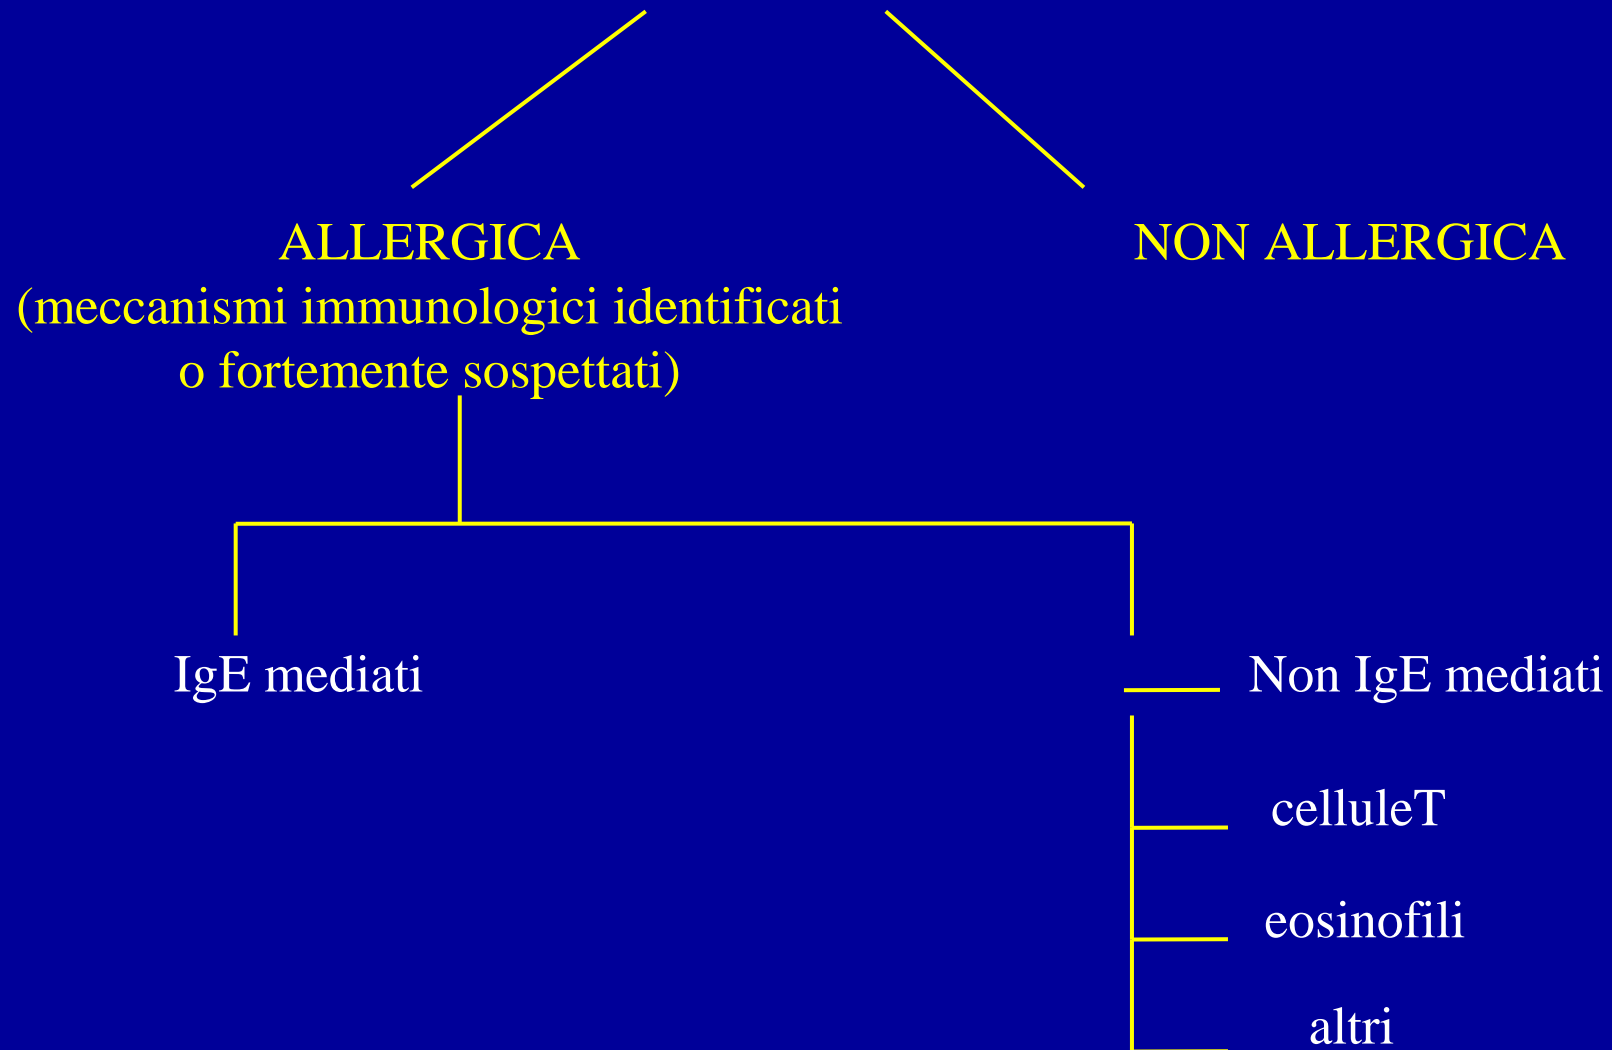 ALLERGICA
(meccanismi immunologici identificati
o fortemente sospettati)
NON ALLERGICA
IgE mediati
Non IgE mediati
celluleT
eosinofili
altri